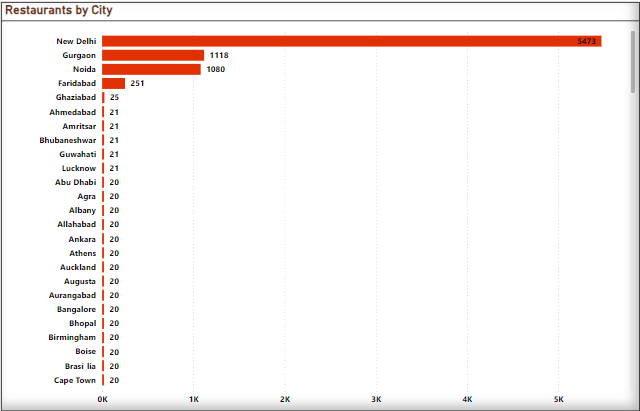 Restaurants by City
New Delhi 5473
Gurgaon 1118
Noida 1080
Faridabad 251
Ghaziabad 25
Ahmedabad 21
Amritsar 21
Bhubaneshwar 21
Guwahati 21
Lucknow 21
Abu Dhabi 20
Agra 20
Albany 20
Allahabad 20
Ankara 20
Athens 20
Auckland 20
Augusta 20
Aurangabad 20
Bangalore 20
Bhopal 20
Birmingham 20
Boise 20
Brasí lia 20
Cape Town 20
0K 1K 2K 3K 4K 5K